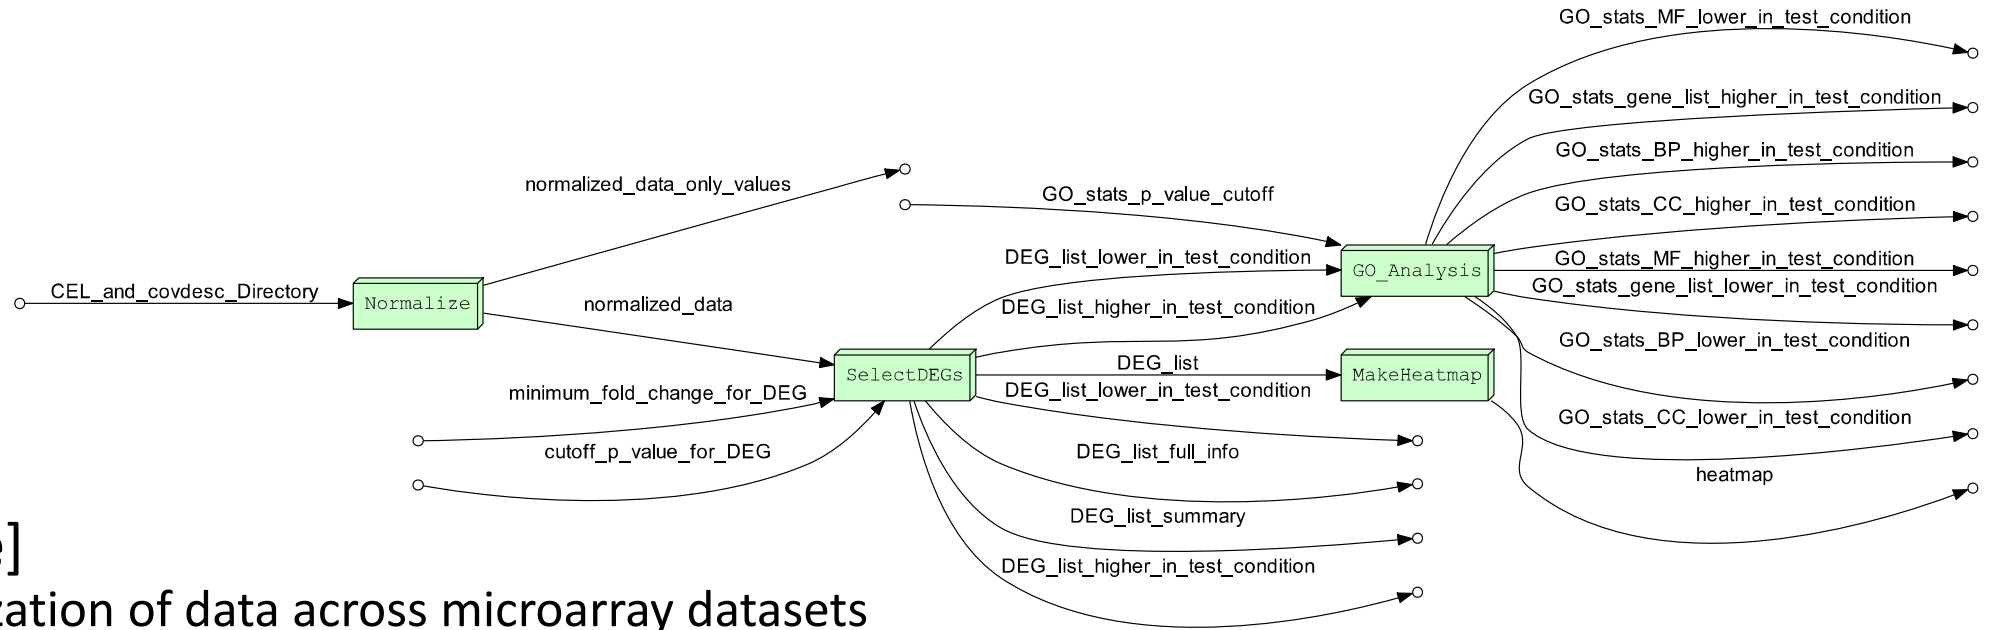 GO_stats_MF_lower_in_test_condition
GO_stats_gene_list_higher_in_test_condition
GO_stats_BP_higher_in_test_condition
normalized_data_only_values
GO_stats_p_value_cutoff
GO_stats_CC_higher_in_test_condition
DEG_list_lower_in_test_condition
GO_Analysis
GO_stats_MF_higher_in_test_condition
GO_stats_gene_list_lower_in_test_condition
CEL_and_covdesc_Directory
Normalize
normalized_data
DEG_list_higher_in_test_condition
GO_stats_BP_lower_in_test_condition
SelectDEGs
DEG_list
MakeHeatmap
minimum_fold_change_for_DEG
DEG_list_lower_in_test_condition
GO_stats_CC_lower_in_test_condition
cutoff_p_value_for_DEG
DEG_list_full_info
heatmap
DEG_list_summary
DEG_list_higher_in_test_condition
e]
zation of data across microarray datasets